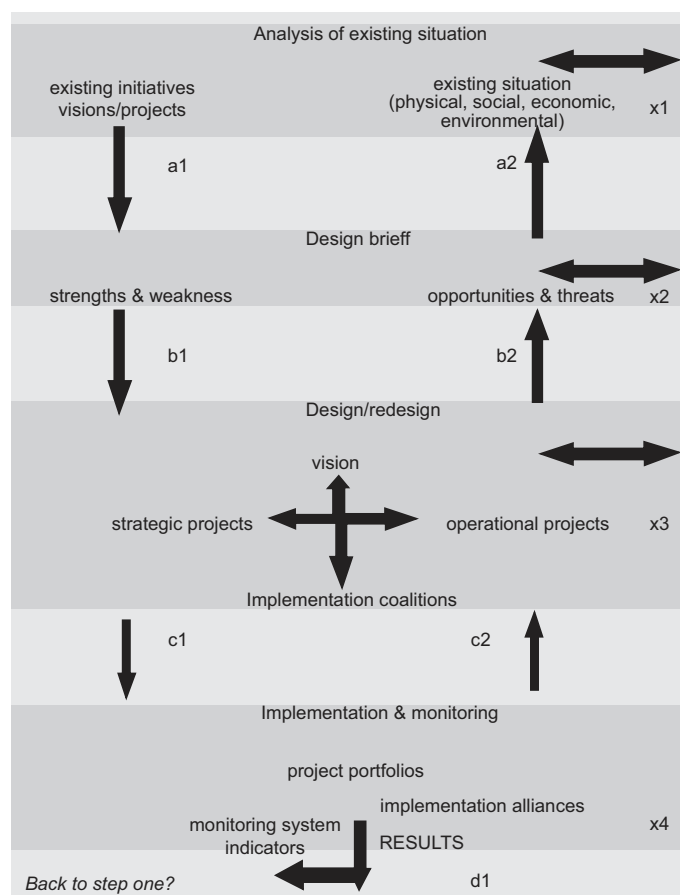 Analysis of existing situation
existing initiatives
visions/projects
existing situation
(physical, social, economic,
environmental)
x1
a1
a2
Design brieff
strengths & weakness
opportunities & threats
x2
b1
b2
Design/redesign
vision
strategic projects
operational projects
x3
Implementation coalitions
c1
c2
Implementation & monitoring
project portfolios
implementation alliances
monitoring system
indicators
RESULTS
x4
Back to step one?
d1